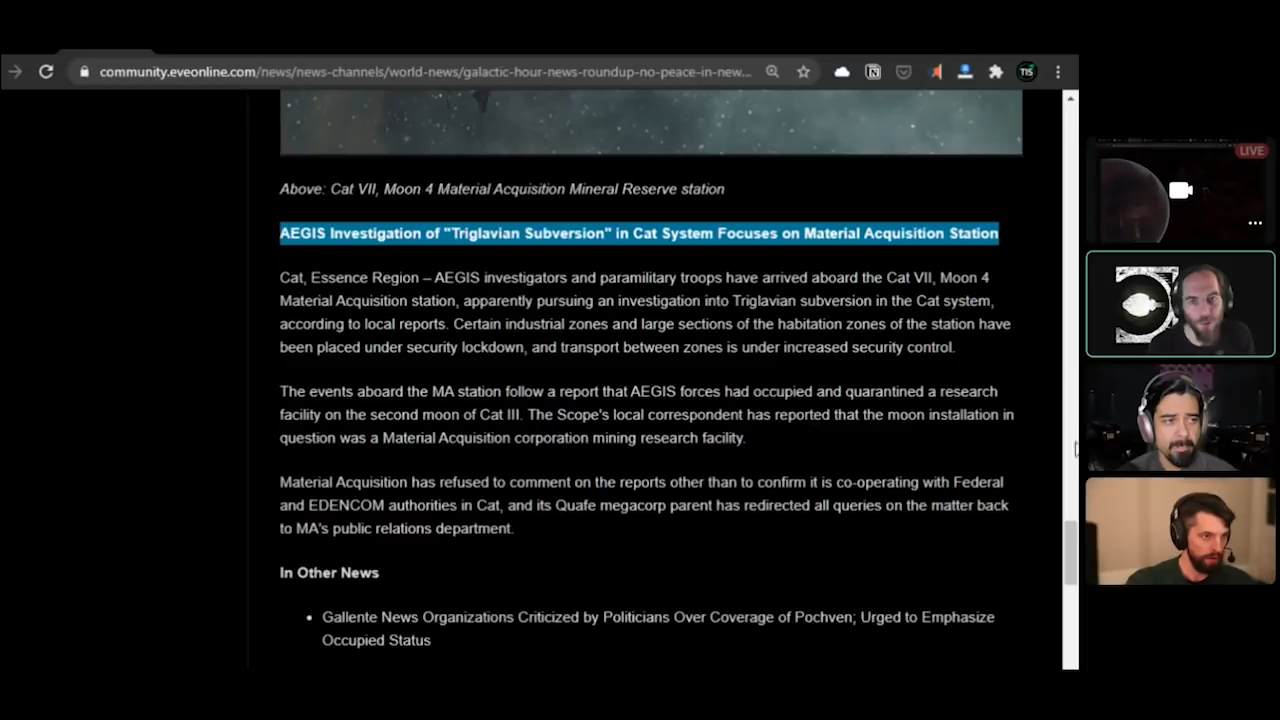 community.eveonline.com/news/news-channels/world-news/galactic-hour-news-roundup-no-peace-in-new...
TIS
LIVE
Above: Cat VII, Moon 4 Material Acquisition Mineral Reserve station
AEGIS Investigation of "Triglavian Subversion" in Cat System Focuses on Material Acquisition Station
Cat, Essence Region – AEGIS investigators and paramilitary troops have arrived aboard the Cat VII, Moon 4
Material Acquisition station, apparently pursuing an investigation into Triglavian subversion in the Cat system,
according to local reports. Certain industrial zones and large sections of the habitation zones of the station have
been placed under security lockdown, and transport between zones is under increased security control.
The events aboard the MA station follow a report that AEGIS forces had occupied and quarantined a research
facility on the second moon of Cat III. The Scope's local correspondent has reported that the moon installation in
question was a Material Acquisition corporation mining research facility.
Material Acquisition has refused to comment on the reports other than to confirm it is co-operating with Federal
and EDENCOM authorities in Cat, and its Quafe megacorp parent has redirected all queries on the matter back
to MA's public relations department.
In Other News
• Gallente News Organizations Criticized by Politicians Over Coverage of Pochven; Urged to Emphasize
Occupied Status